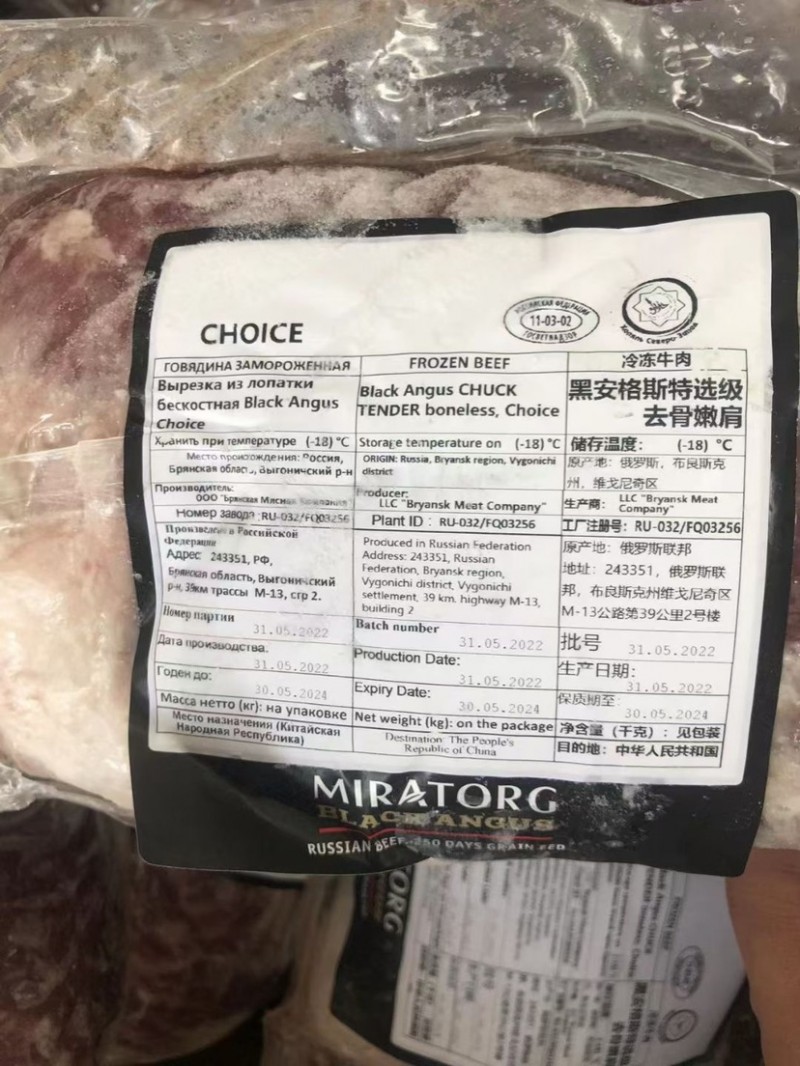 РОССИЙСКАЯ ФЕДЕРАЦИЯ
11-03-02
ГОСВЕТНАДЗОР
CHOICE
ГОВЯДИНА ЗАМОРОЖЕННАЯ
Вырезка из лопатки
бескостная Black Angus
Choice
Хранить при температуре (-18) °C
Место происхождения: Россия,
Брянская область, Выгоничский р-н
Производитель:
ООО "Брянская Мясная Компания"
Номер завода :RU-032/FQ03256
Произведено в Российской
Федерации
Адрес: 243351, РФ,
Брянская область, Выгоничский
р-н, 39км трассы М-13, стр 2.
Номер партии
31.05.2022
Дата производства:
31.05.2022
Годен до:
30.05.2024
Масса нетто (кг): на упаковке
Место назначения (Китайская
Народная Республика)
FROZEN BEEF
Black Angus CHUCK
TENDER boneless, Choice
Storage temperature on (-18) °C
ORIGIN: Russia, Bryansk region, Vygonichi
district
Producer:
LLC "Bryansk Meat Company"
Plant ID : RU-032/FQ03256
Produced in Russian Federation
Address: 243351, Russian
Federation, Bryansk region,
Vygonichi district, Vygonichi
settlement, 39 km. highway M-13,
building 2
Batch number
31.05.2022
Production Date:
31.05.2022
Expiry Date:
30.05.2024
Net weight (kg): on the package
Destination The People's
Republic of China
冷冻牛肉
黑安格斯特选级
去骨嫩肩
储存温度: (-18) °C
原产地：俄罗斯，布良斯克
州，维戈尼奇区
生产商: LLC "Bryansk Meat
Company"
工厂注册号: RU-032/FQ03256
原产地：俄罗斯联邦
地址：243351，俄罗斯联
邦，布良斯克州维戈尼奇区
M-13公路第39公里2号楼
批号
31.05.2022
生产日期:
31.05.2022
保质期至:
30.05.2024
净含量（千克）：见包装
目的地：中华人民共和国
MIRATORG
BLACK ANGUS
RUSSIAN BEEF
DAYS GRAIN FED